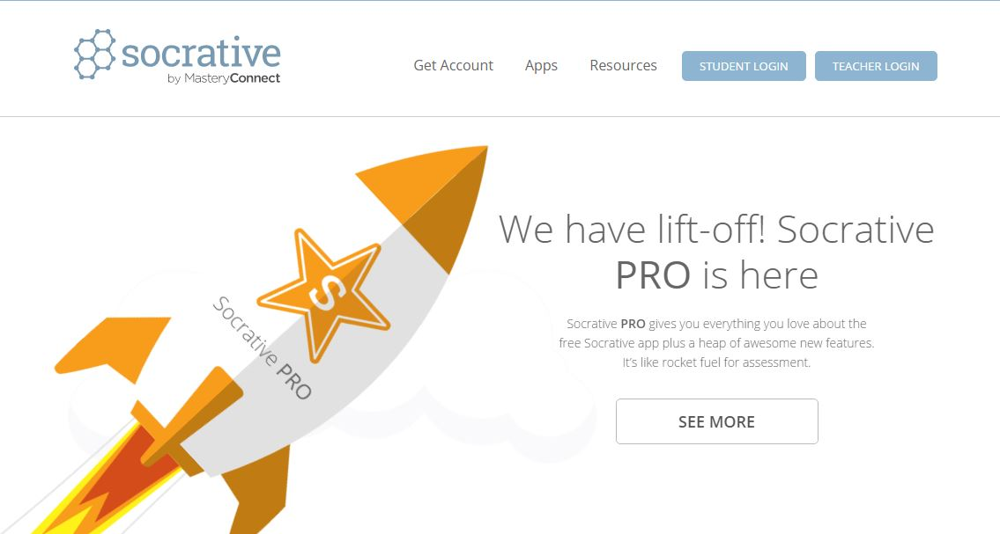 socrative
by MasteryConnect
Get Account
Apps
Resources
STUDENT LOGIN
TEACHER LOGIN
S
Socrative PRO
We have lift-off! Socrative
PRO is here
Socrative PRO gives you everything you love about the
free Socrative app plus a heap of awesome new features.
It’s like rocket fuel for assessment.
SEE MORE